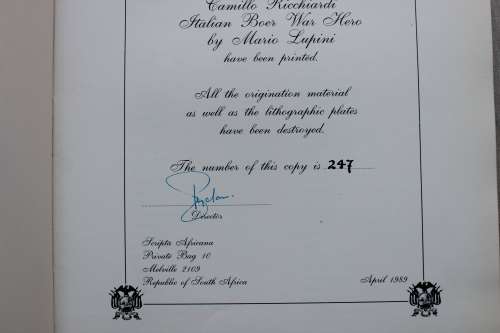 Camillo Ricchiardi
Italian Boer War Hero
by Mario Lupini
have been printed.
All the origination material
as well as the lithographic plates
have been destroyed.
The number of this copy is 247
Director
Scripta Africana
Private Bag 10
Melville 2109
Republic of South Africa
April 1989